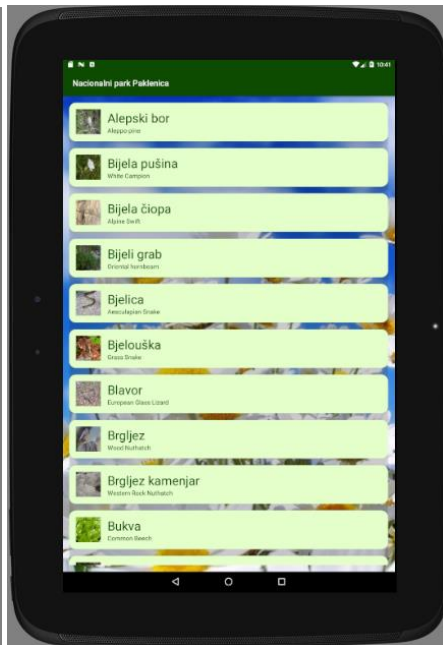 10:41
Nacionalni park Paklenica
Alepski bor
Aleppo pine
Bijela pušina
White Campion
Bijela čiopa
Alpine Swift
Bijeli grab
Oriental hornbeam
Bjelica
Aesculapian Snake
Bjelouška
Grass Snake
Blavor
European Glass Lizard
Brgljez
Wood Nuthatch
Brgljez kamenjar
Western Rock Nuthatch
Bukva
Common Beech